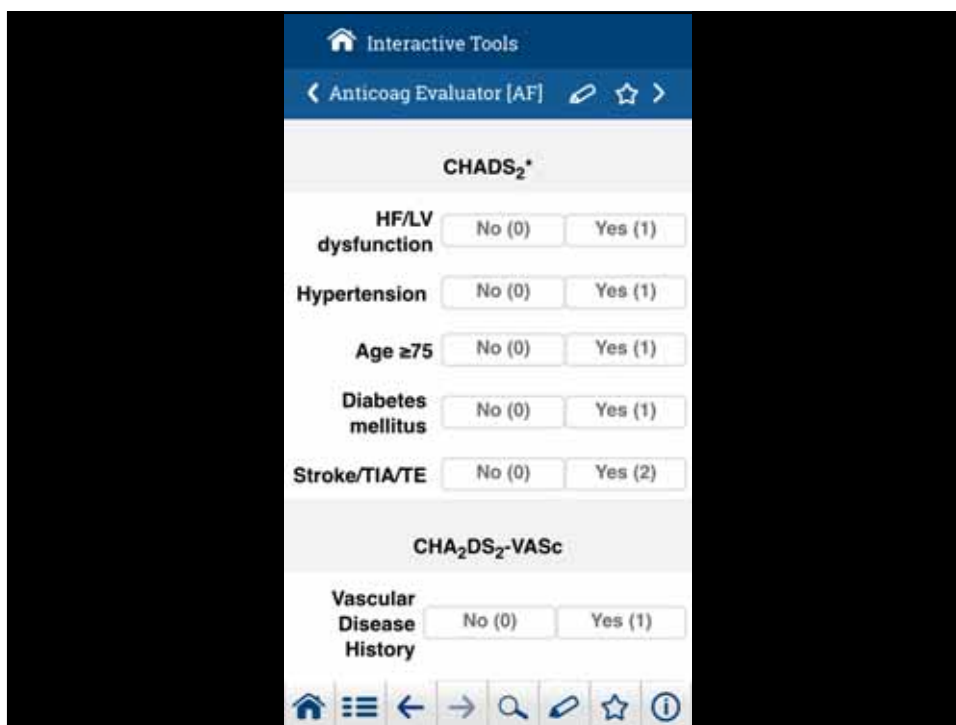 Interactive Tools
Anticoag Evaluator [AF]
CHADS₂*
HF/LV dysfunction No (0) Yes (1)
Hypertension No (0) Yes (1)
Age ≥75 No (0) Yes (1)
Diabetes mellitus No (0) Yes (1)
Stroke/TIA/TE No (0) Yes (2)
CHA₂DS₂-VASc
Vascular Disease History No (0) Yes (1)